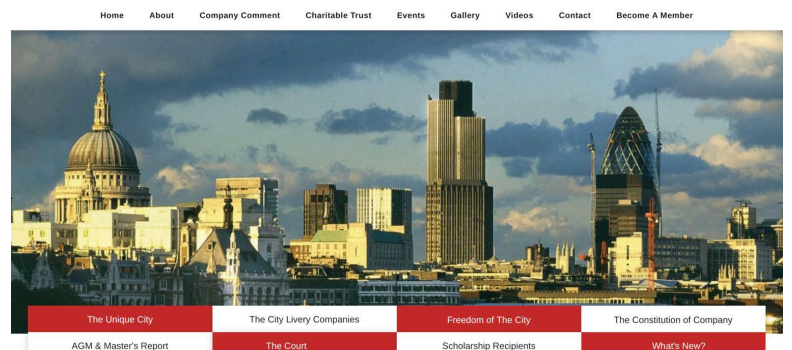 Home About Company Comment Charitable Trust Events Gallery Videos Contact Become A Member
The Unique City The City Livery Companies Freedom of The City The Constitution of Company
AGM & Master's Report The Court Scholarship Recipients What's New?